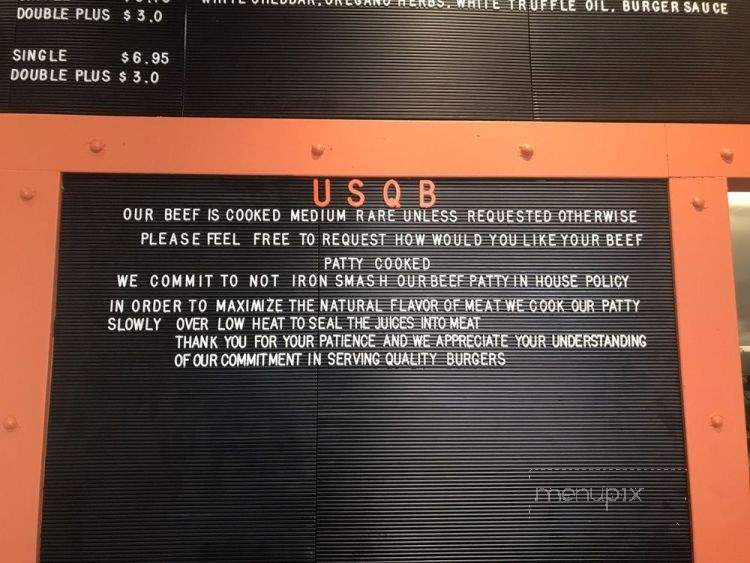 DOUBLE PLUS $3.0
WHITE CHEDDAR, OREGANO HERBS, WHITE TRUFFLE OIL, BURGER SAUCE
SINGLE $6.95
DOUBLE PLUS $3.0
USQB
OUR BEEF IS COOKED MEDIUM RARE UNLESS REQUESTED OTHERWISE
PLEASE FEEL FREE TO REQUEST HOW WOULD YOU LIKE YOUR BEEF
PATTY COOKED
WE COMMIT TO NOT IRON SMASH OUR BEEF PATTY IN HOUSE POLICY
IN ORDER TO MAXIMIZE THE NATURAL FLAVOR OF MEAT WE COOK OUR PATTY
SLOWLY OVER LOW HEAT TO SEAL THE JUICES INTO MEAT
THANK YOU FOR YOUR PATIENCE AND WE APPRECIATE YOUR UNDERSTANDING
OF OUR COMMITMENT IN SERVING QUALITY BURGERS
menupix